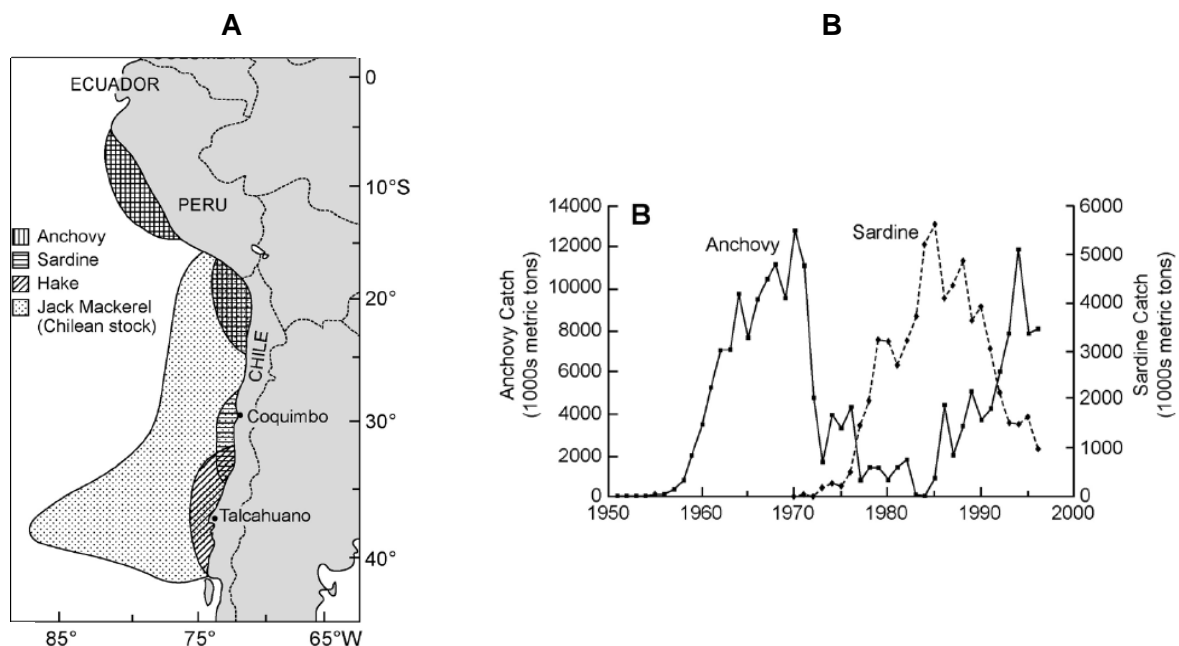 A
ECUADOR
0
10°S
PERU
Anchovy
Sardine
Hake
Jack Mackerel
(Chilean stock)
20°
CHILE
Coquimbo
30°
Talcahuano
40°
85°
75°
65°W
B
B
14000
12000
10000
8000
6000
4000
2000
0
Anchovy Catch
(1000s metric tons)
Anchovy
Sardine
6000
5000
4000
3000
2000
1000
0
Sardine Catch
(1000s metric tons)
1950
1960
1970
1980
1990
2000